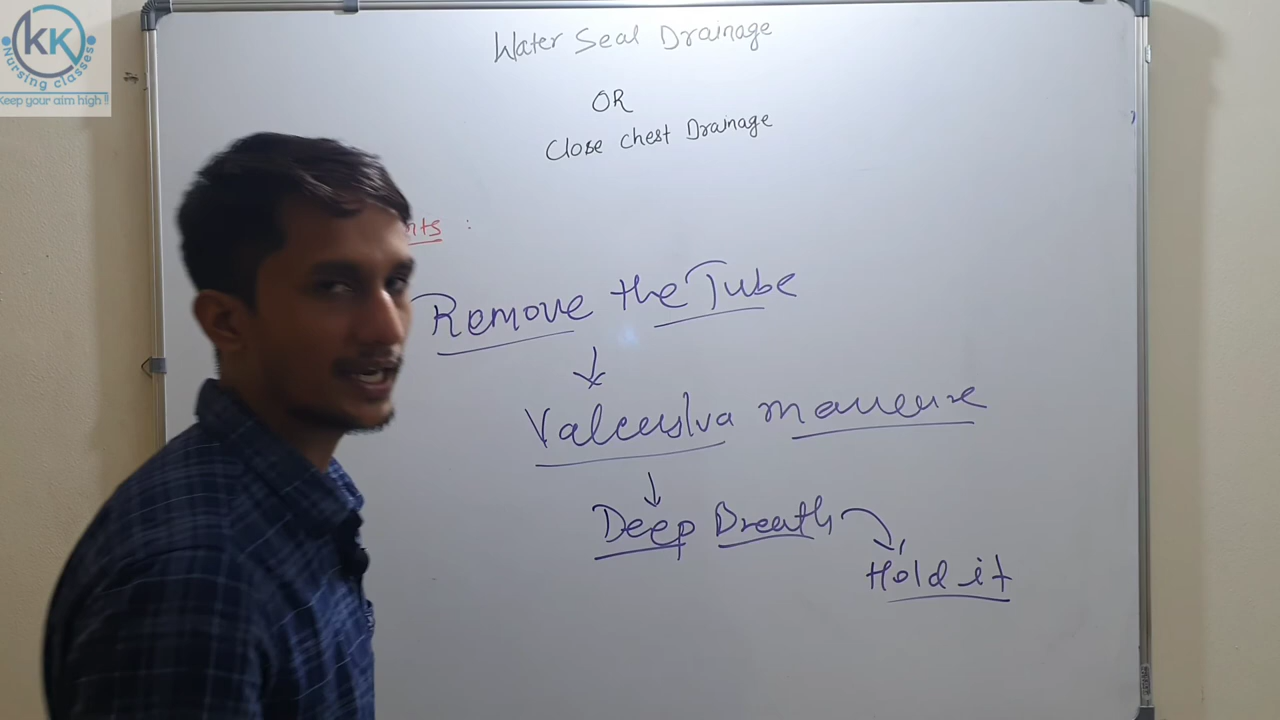 KK
Nursing classes
Keep your aim high !!
Water Seal Drainage
OR
Close Chest Drainage
nts :
Remove the Tube
Valcuslva maneure
Deep Breath
Hold it